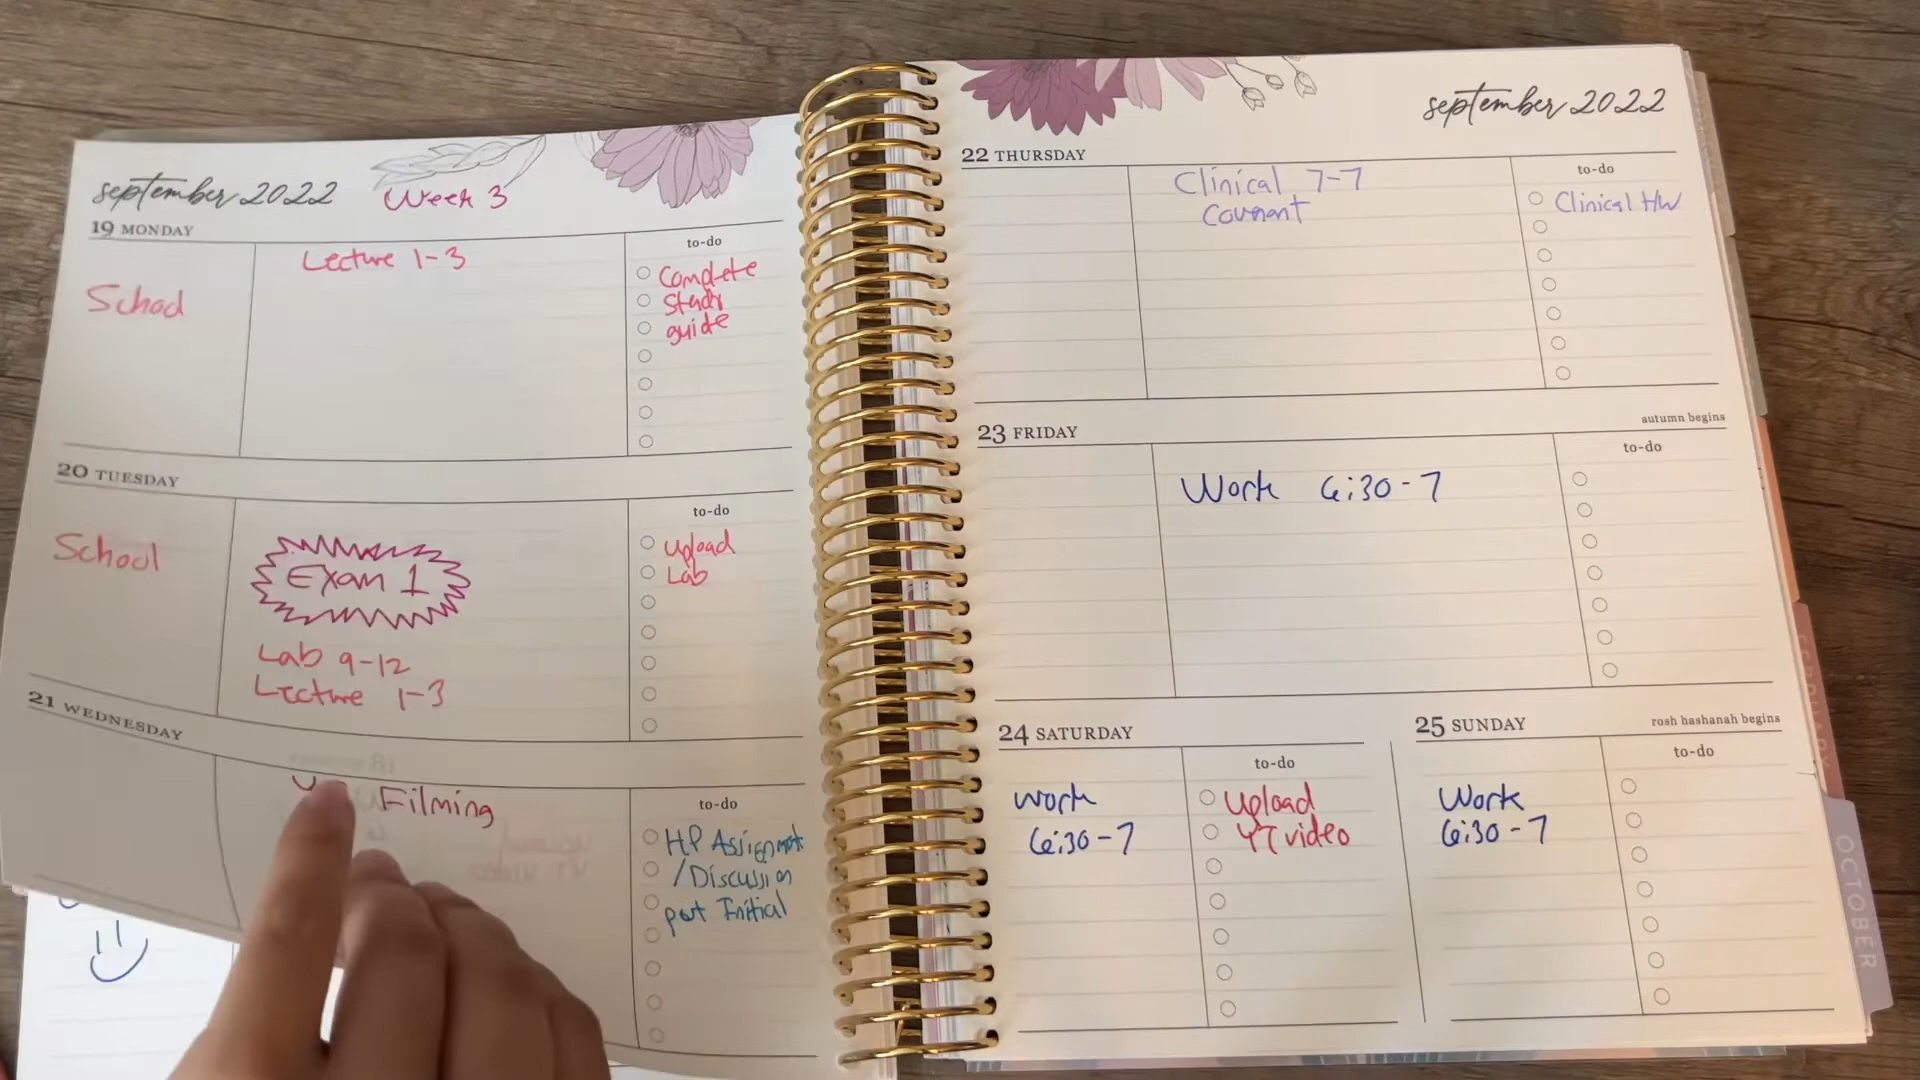 september 2022 Week 3
19 MONDAY
School
Lecture 1-3
to-do
Complete
Study
guide
20 TUESDAY
School
Exam 1
Lab 9-12
Lecture 1-3
to-do
Upload
Lab
21 WEDNESDAY
Filming
to-do
HP Assignment
/Discussion
post Initial
september 2022
22 THURSDAY
Clinical 7-7
Covenant
to-do
Clinical HW
autumn begins
23 FRIDAY
Work 6:30-7
to-do
24 SATURDAY
work
6:30-7
to-do
Upload
YT video
25 SUNDAY
rosh hashanah begins
Work
6:30-7
to-do
OCTOBER